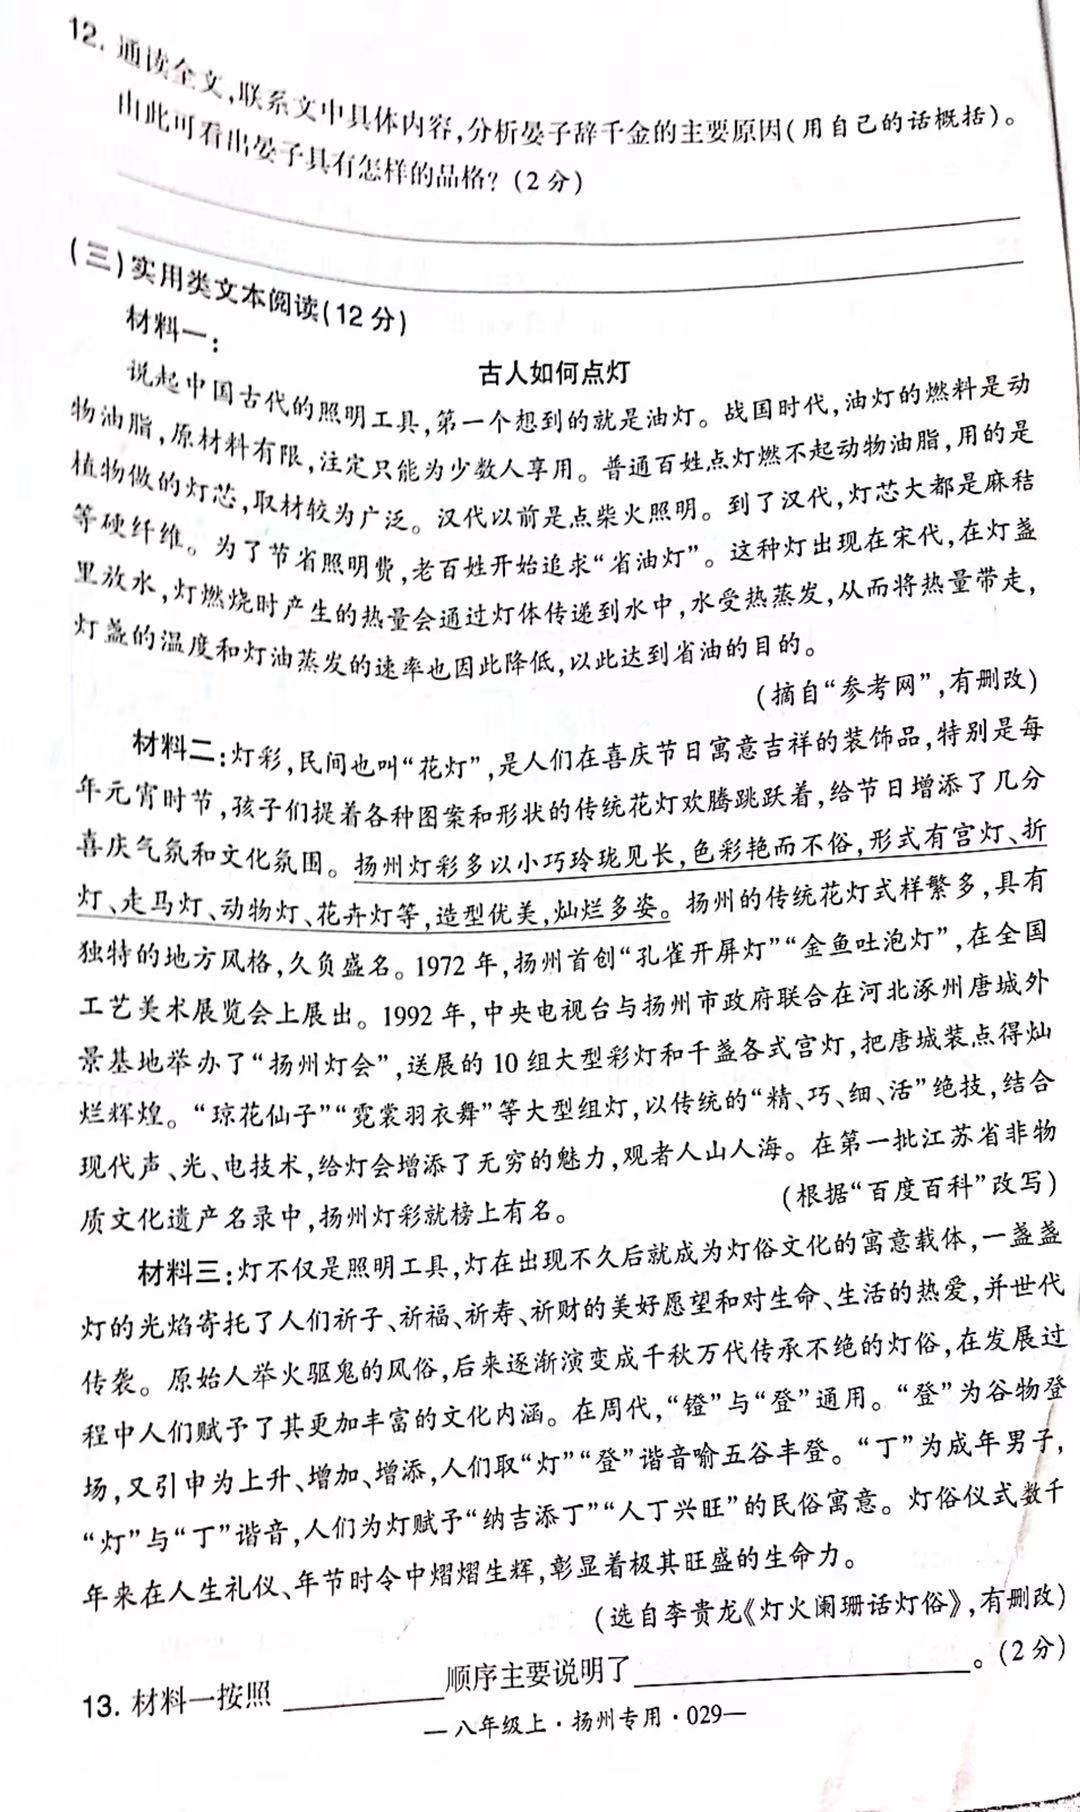 12. 通读全文,联系文中具体内容,分析晏子辞千金的主要原因(用自己的话概括)。
由此可看出晏子具有怎样的品格?(2分)
(三)实用类文本阅读(12分)
材料一:
古人如何点灯
说起中国古代的照明工具,第一个想到的就是油灯。战国时代,油灯的燃料是动
物油脂,原材料有限,注定只能为少数人享用。普通百姓点灯燃不起动物油脂,用的是
植物做的灯芯,取材较为广泛。汉代以前是点柴火照明。到了汉代,灯芯大都是麻秸
等硬纤维。为了节省照明费,老百姓开始追求“省油灯”。这种灯出现在宋代,在灯盏
里放水,灯燃烧时产生的热量会通过灯体传递到水中,水受热蒸发,从而将热量带走,
灯盏的温度和灯油蒸发的速率也因此降低,以此达到省油的目的。
(摘自“参考网”,有删改)
材料二:灯彩,民间也叫“花灯”,是人们在喜庆节日寓意吉祥的装饰品,特别是每
年元宵时节,孩子们提着各种图案和形状的传统花灯欢腾跳跃着,给节日增添了几分
喜庆气氛和文化氛围。扬州灯彩多以小巧玲珑见长,色彩艳而不俗,形式有宫灯、折
灯、走马灯、动物灯、花卉灯等,造型优美,灿烂多姿。扬州的传统花灯式样繁多,具有
独特的地方风格,久负盛名。1972年,扬州首创“孔雀开屏灯”“金鱼吐泡灯”,在全国
工艺美术展览会上展出。1992年,中央电视台与扬州市政府联合在河北涿州唐城外
景基地举办了“扬州灯会”,送展的10组大型彩灯和千盏各式宫灯,把唐城装点得灿
烂辉煌。“琼花仙子”“霓裳羽衣舞”等大型组灯,以传统的“精、巧、细、活”绝技,结合
现代声、光、电技术,给灯会增添了无穷的魅力,观者人山人海。在第一批江苏省非物
质文化遗产名录中,扬州灯彩就榜上有名。
(根据“百度百科”改写)
材料三:灯不仅是照明工具,灯在出现不久后就成为灯俗文化的寓意载体,一盏盏
灯的光焰寄托了人们祈子、祈福、祈寿、祈财的美好愿望和对生命、生活的热爱,并世代
传袭。原始人举火驱鬼的风俗,后来逐渐演变成千秋万代传承不绝的灯俗,在发展过
程中人们赋予了其更加丰富的文化内涵。在周代,“镫”与“登”通用。“登”为谷物登
场,又引申为上升、增加、增添,人们取“灯”“登”谐音喻五谷丰登。“丁”为成年男子,
“灯”与“丁”谐音,人们为灯赋予“纳吉添丁”“人丁兴旺”的民俗寓意。灯俗仪式数千
年来在人生礼仪、年节时令中熠熠生辉,彰显着极其旺盛的生命力。
(选自李贵龙《灯火阑珊话灯俗》,有删改)
13. 材料一按照____________顺序主要说明了________________________。(2分)
—八年级上·扬州专用·029—